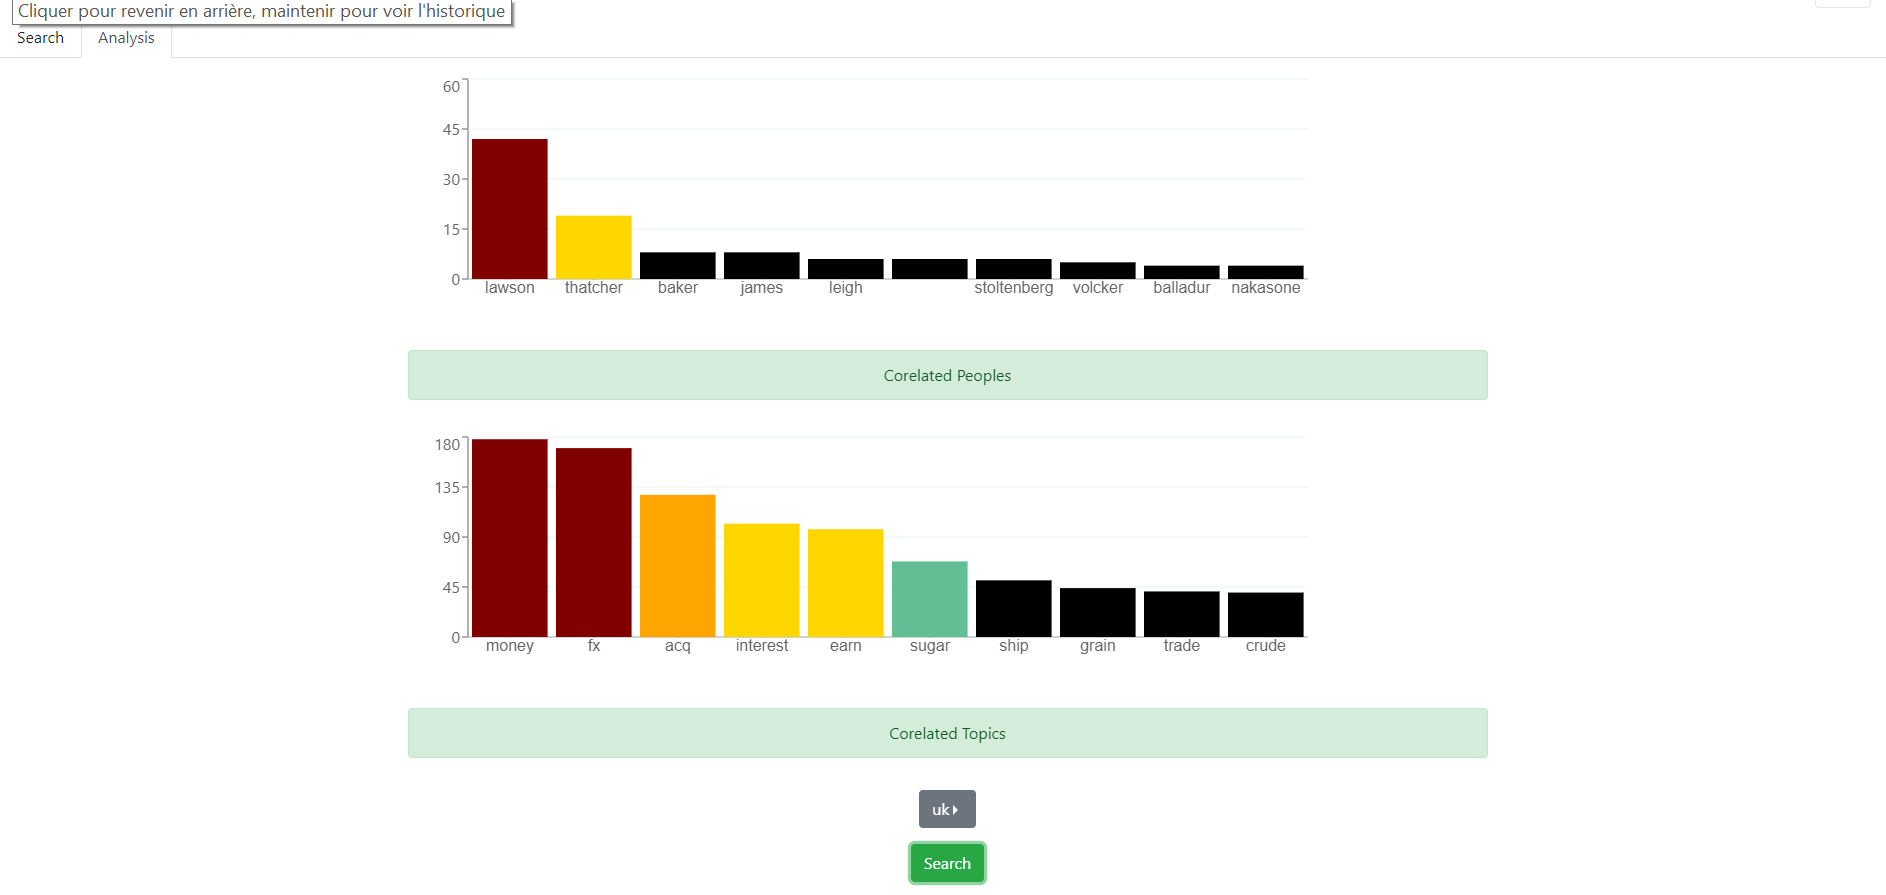 Cliquer pour revenir en arrière, maintenir pour voir l'historique
Search Analysis
60
45
30
15
0
lawson thatcher baker james leigh stoltenberg volcker balladur nakasone
Corelated Peoples
180
135
90
45
0
money fx acq interest earn sugar ship grain trade crude
Corelated Topics
uk
Search